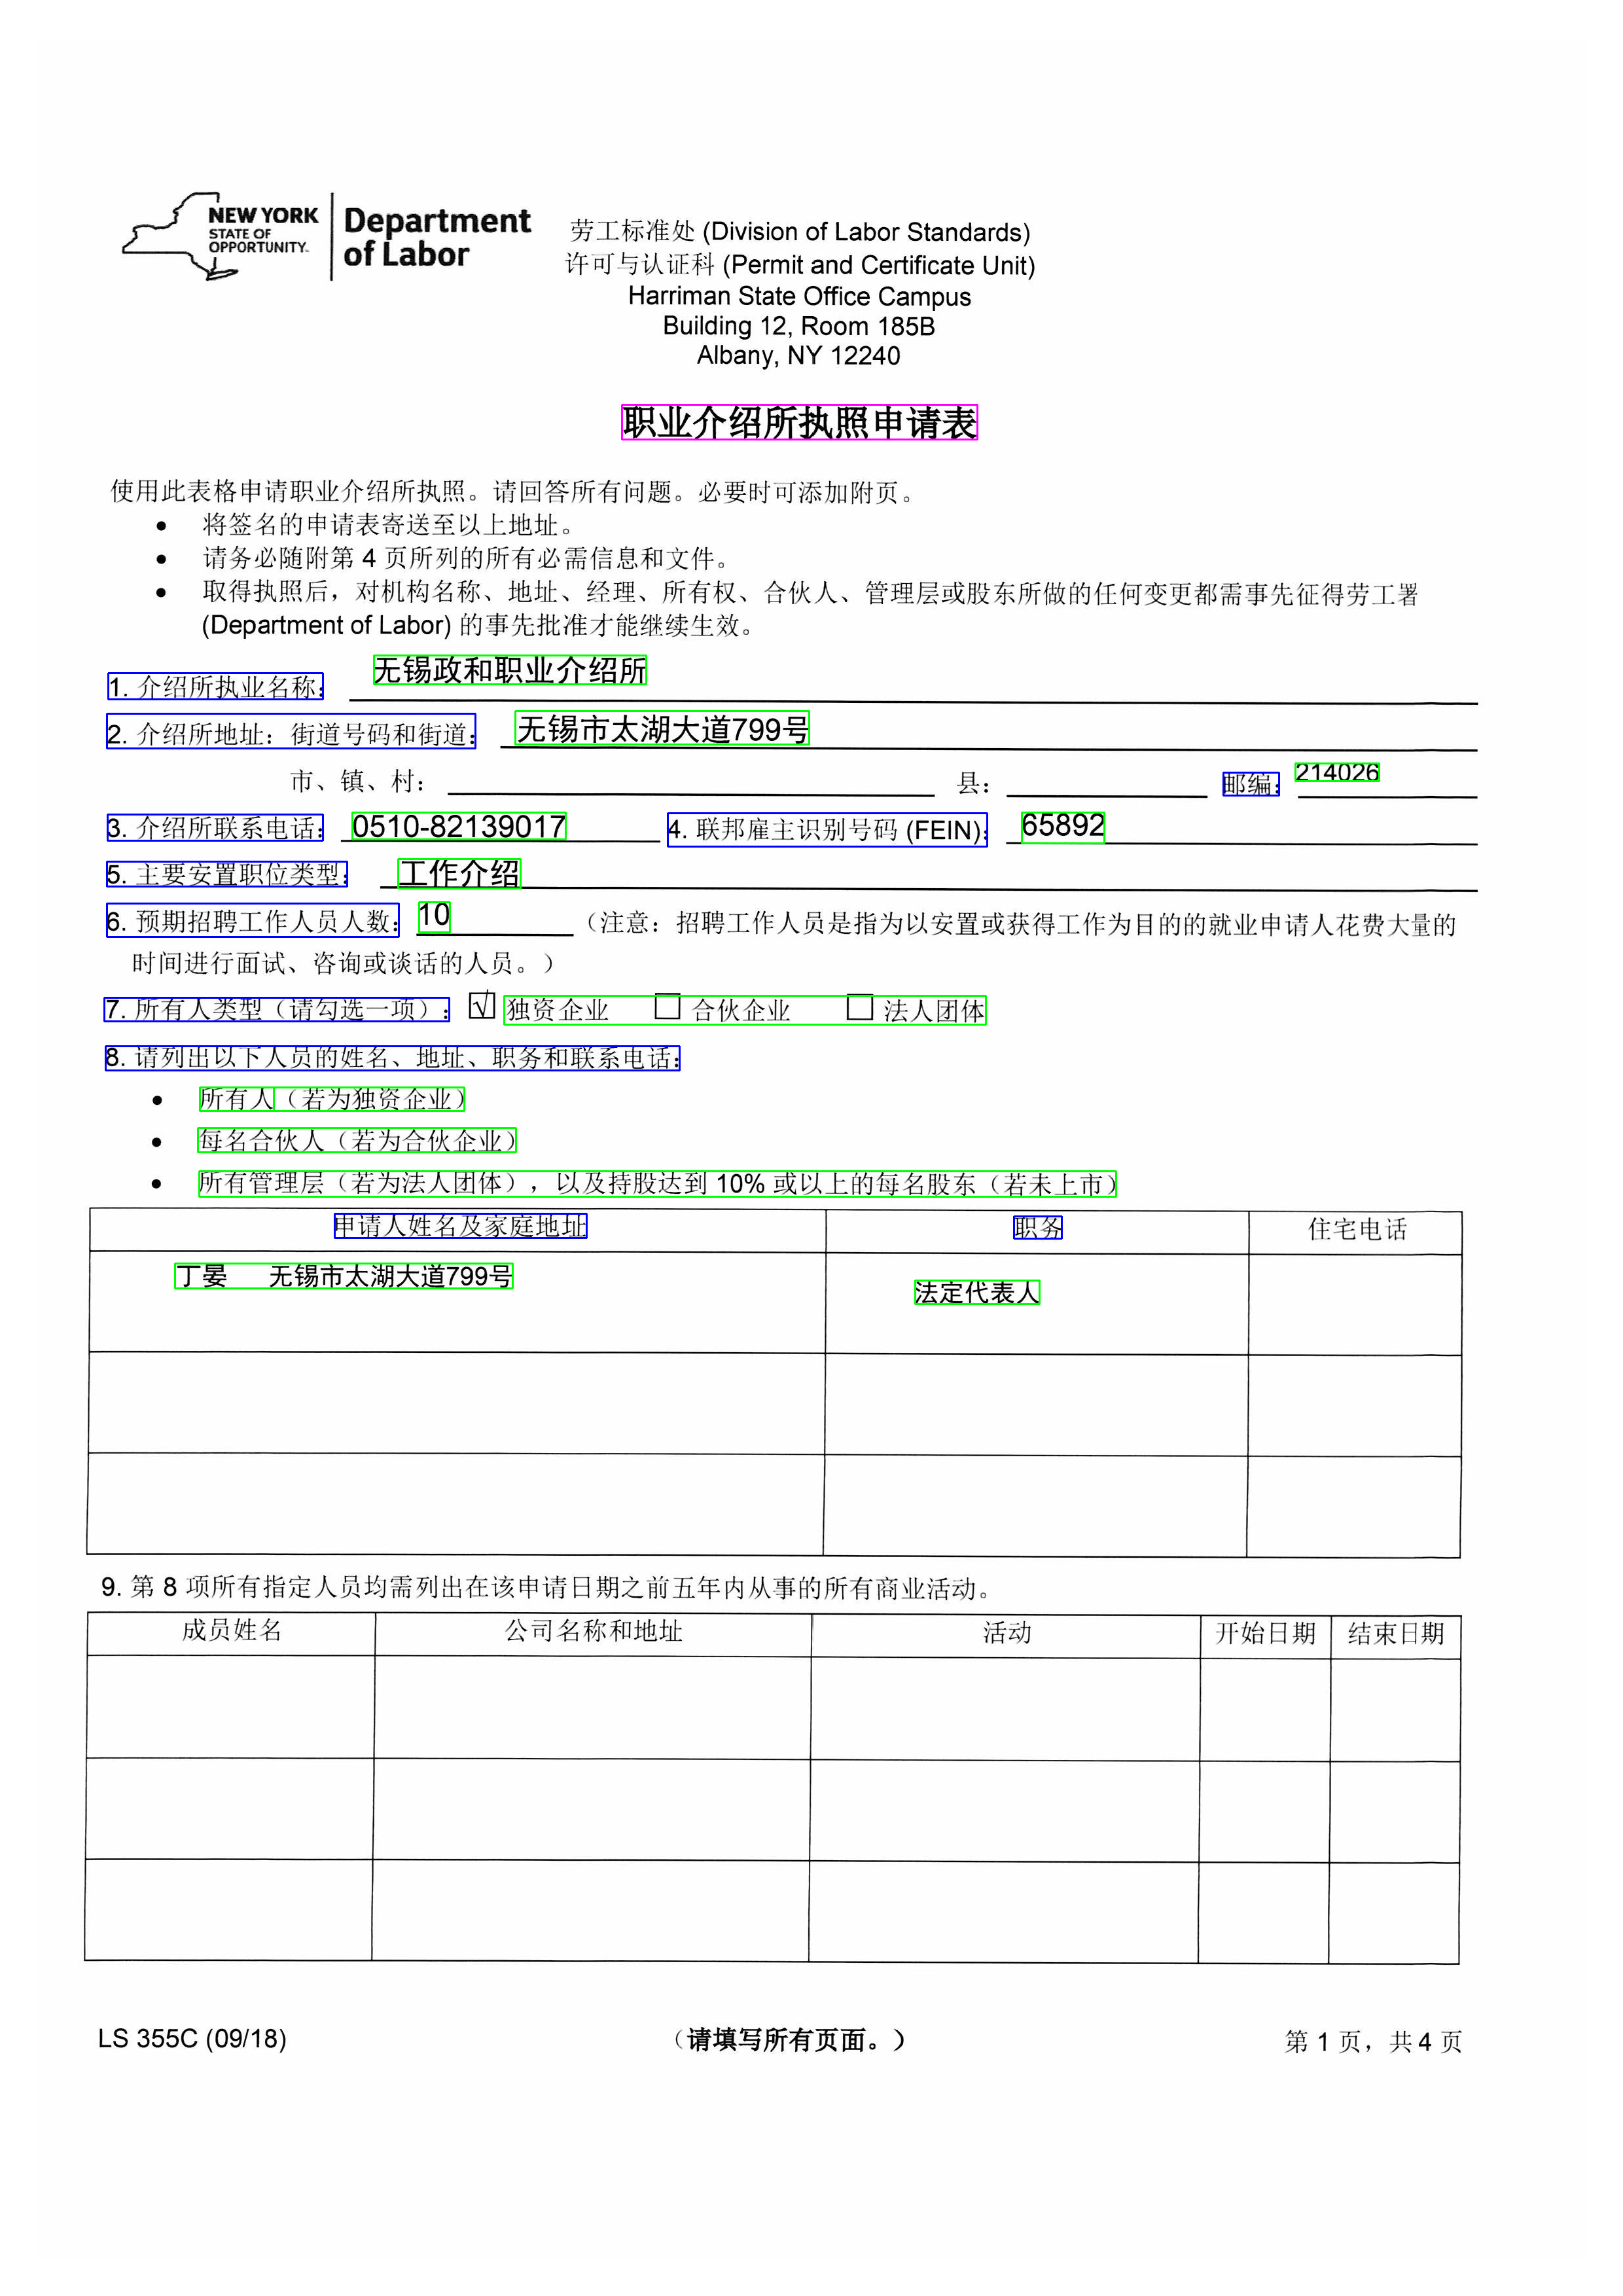 NEW YORK
STATE OF
OPPORTUNITY.
Department
of Labor
劳工标准处 (Division of Labor Standards)
许可与认证科 (Permit and Certificate Unit)
Harriman State Office Campus
Building 12, Room 185B
Albany, NY 12240
职业介绍所执照申请表
使用此表格申请职业介绍所执照。请回答所有问题。必要时可添加附页。
• 将签名的申请表寄送至以上地址。
• 请务必随附第 4 页所列的所有必需信息和文件。
• 取得执照后，对机构名称、地址、经理、所有权、合伙人、管理层或股东所做的任何变更都需事先征得劳工署
(Department of Labor) 的事先批准才能继续生效。
1. 介绍所执业名称： 无锡政和职业介绍所
2. 介绍所地址：街道号码和街道： 无锡市太湖大道799号
市、镇、村： 县： 邮编： 214026
3. 介绍所联系电话： 0510-82139017 4. 联邦雇主识别号码 (FEIN)： 65892
5. 主要安置职位类型： 工作介绍
6. 预期招聘工作人员人数： 10 （注意：招聘工作人员是指为以安置或获得工作为目的的就业申请人花费大量的
时间进行面试、咨询或谈话的人员。）
7. 所有人类型（请勾选一项）： ☑ 独资企业 ☐ 合伙企业 ☐ 法人团体
8. 请列出以下人员的姓名、地址、职务和联系电话：
• 所有人（若为独资企业）
• 每名合伙人（若为合伙企业）
• 所有管理层（若为法人团体），以及持股达到 10% 或以上的每名股东（若未上市）
申请人姓名及家庭地址 职务 住宅电话
丁晏 无锡市太湖大道799号 法定代表人
9. 第 8 项所有指定人员均需列出在该申请日期之前五年内从事的所有商业活动。
成员姓名 公司名称和地址 活动 开始日期 结束日期
LS 355C (09/18) （请填写所有页面。） 第 1 页，共 4 页